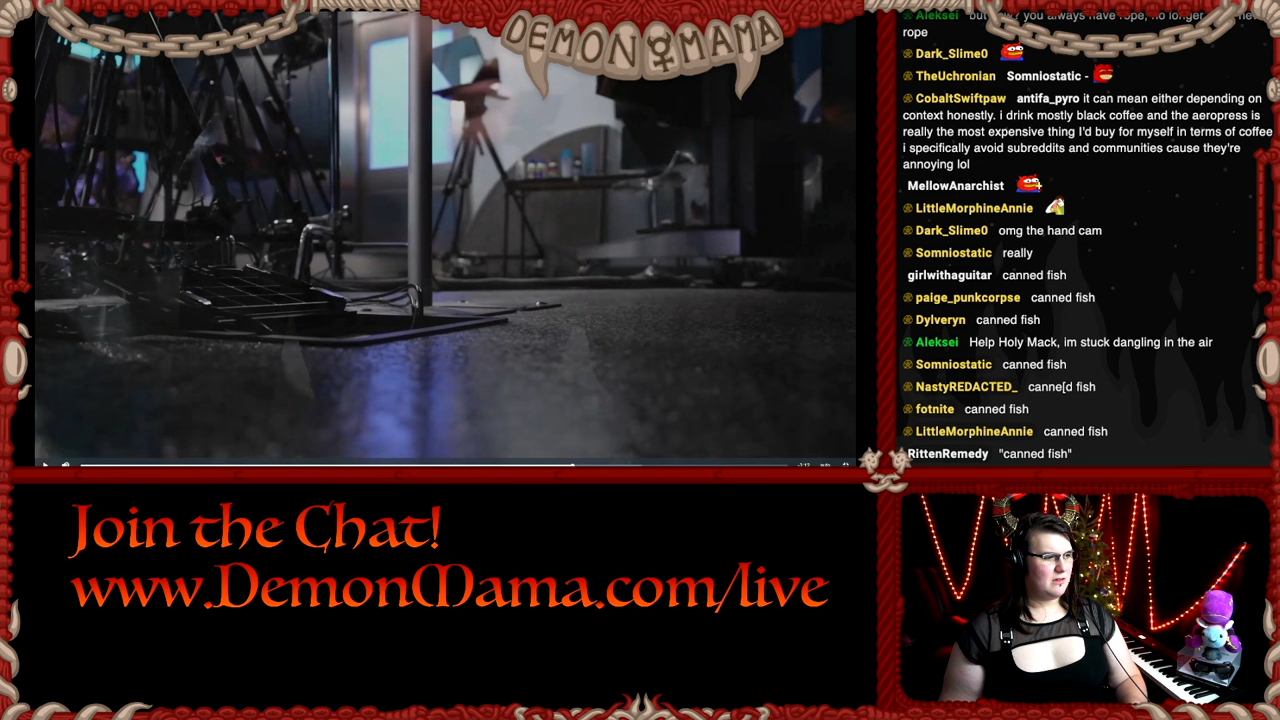 DEMON MAMA
Aleksei but
rope
Dark_Slime0
TheUchronian Somniostatic -
CobaltSwiftpaw antifa_pyro it can mean either depending on
context honestly. i drink mostly black coffee and the aeropress is
really the most expensive thing I'd buy for myself in terms of coffee
i specifically avoid subreddits and communities cause they're
annoying lol
MellowAnarchist
LittleMorphineAnnie
Dark_Slime0 omg the hand cam
Somniostatic really
girlwithaguitar canned fish
paige_punkcorpse canned fish
Dylveryn canned fish
Aleksei Help Holy Mack, im stuck dangling in the air
Somniostatic canned fish
NastyREDACTED_ canne[d fish
fotnite canned fish
LittleMorphineAnnie canned fish
RittenRemedy "canned fish"
Join the Chat!
www.DemonMama.com/live